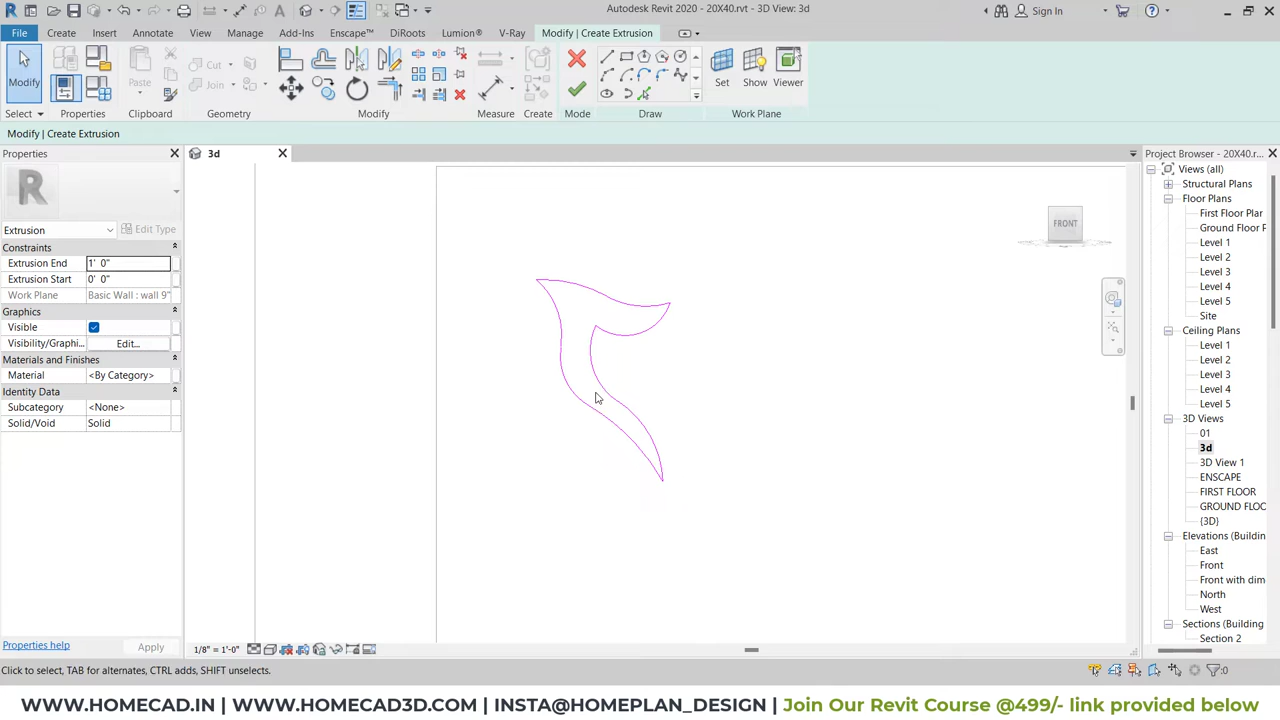 Autodesk Revit 2020 - 20X40.rvt - 3D View: 3d
Sign In
File
Create
Insert
Annotate
View
Manage
Add-Ins
Enscape™
DiRoots
Lumion®
V-Ray
Modify | Create Extrusion
Modify
Paste
Cut
Join
Set
Show
Viewer
Select
Properties
Clipboard
Geometry
Modify
Measure
Create
Mode
Draw
Work Plane
Modify | Create Extrusion
Properties
3d
Project Browser - 20X40.r...
Extrusion
Edit Type
Constraints
Extrusion End
1' 0"
Extrusion Start
0' 0"
Work Plane
Basic Wall : wall 9"
Graphics
Visible
Visibility/Graphi...
Edit...
Materials and Finishes
Material
<By Category>
Identity Data
Subcategory
<None>
Solid/Void
Solid
Properties help
Apply
FRONT
Views (all)
Structural Plans
Floor Plans
First Floor Plar
Ground Floor F
Level 1
Level 2
Level 3
Level 4
Level 5
Site
Ceiling Plans
Level 1
Level 2
Level 3
Level 4
Level 5
3D Views
01
3d
3D View 1
ENSCAPE
FIRST FLOOR
GROUND FLOO
{3D}
Elevations (Buildin
East
Front
Front with dim
North
West
Sections (Building
Section 2
1/8" = 1'-0"
Click to select, TAB for alternates, CTRL adds, SHIFT unselects.
:0
WWW.HOMECAD.IN | WWW.HOMECAD3D.COM | INSTA@HOMEPLAN_DESIGN | Join Our Revit Course @499/- link provided below